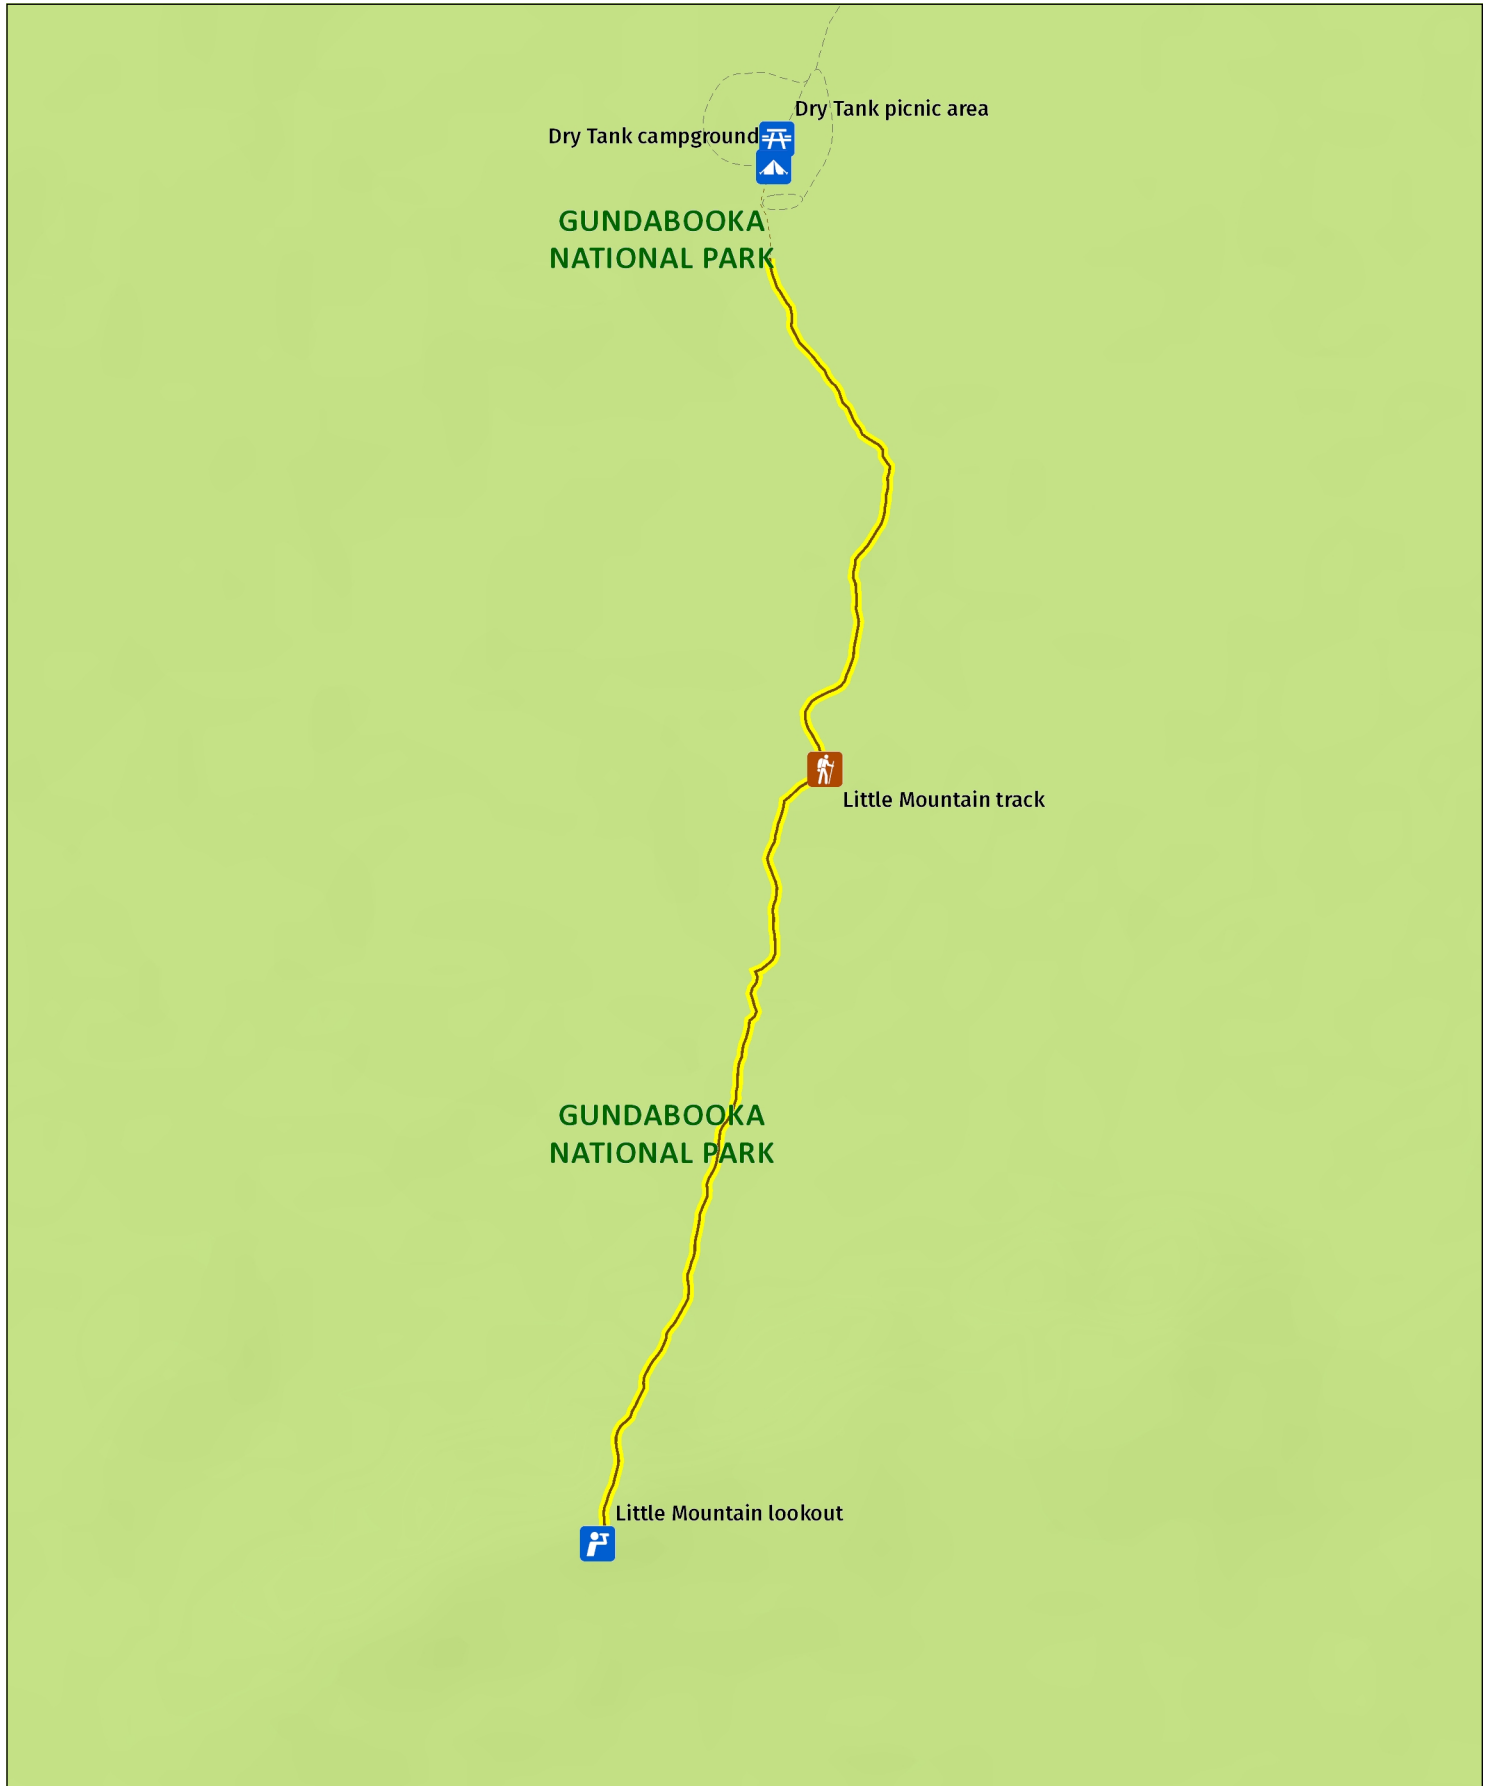 Dry Tank picnic area
Dry Tank campground
GUNDABOOKA
NATIONAL PARK
Little Mountain track
GUNDABOOKA
NATIONAL PARK
Little Mountain lookout